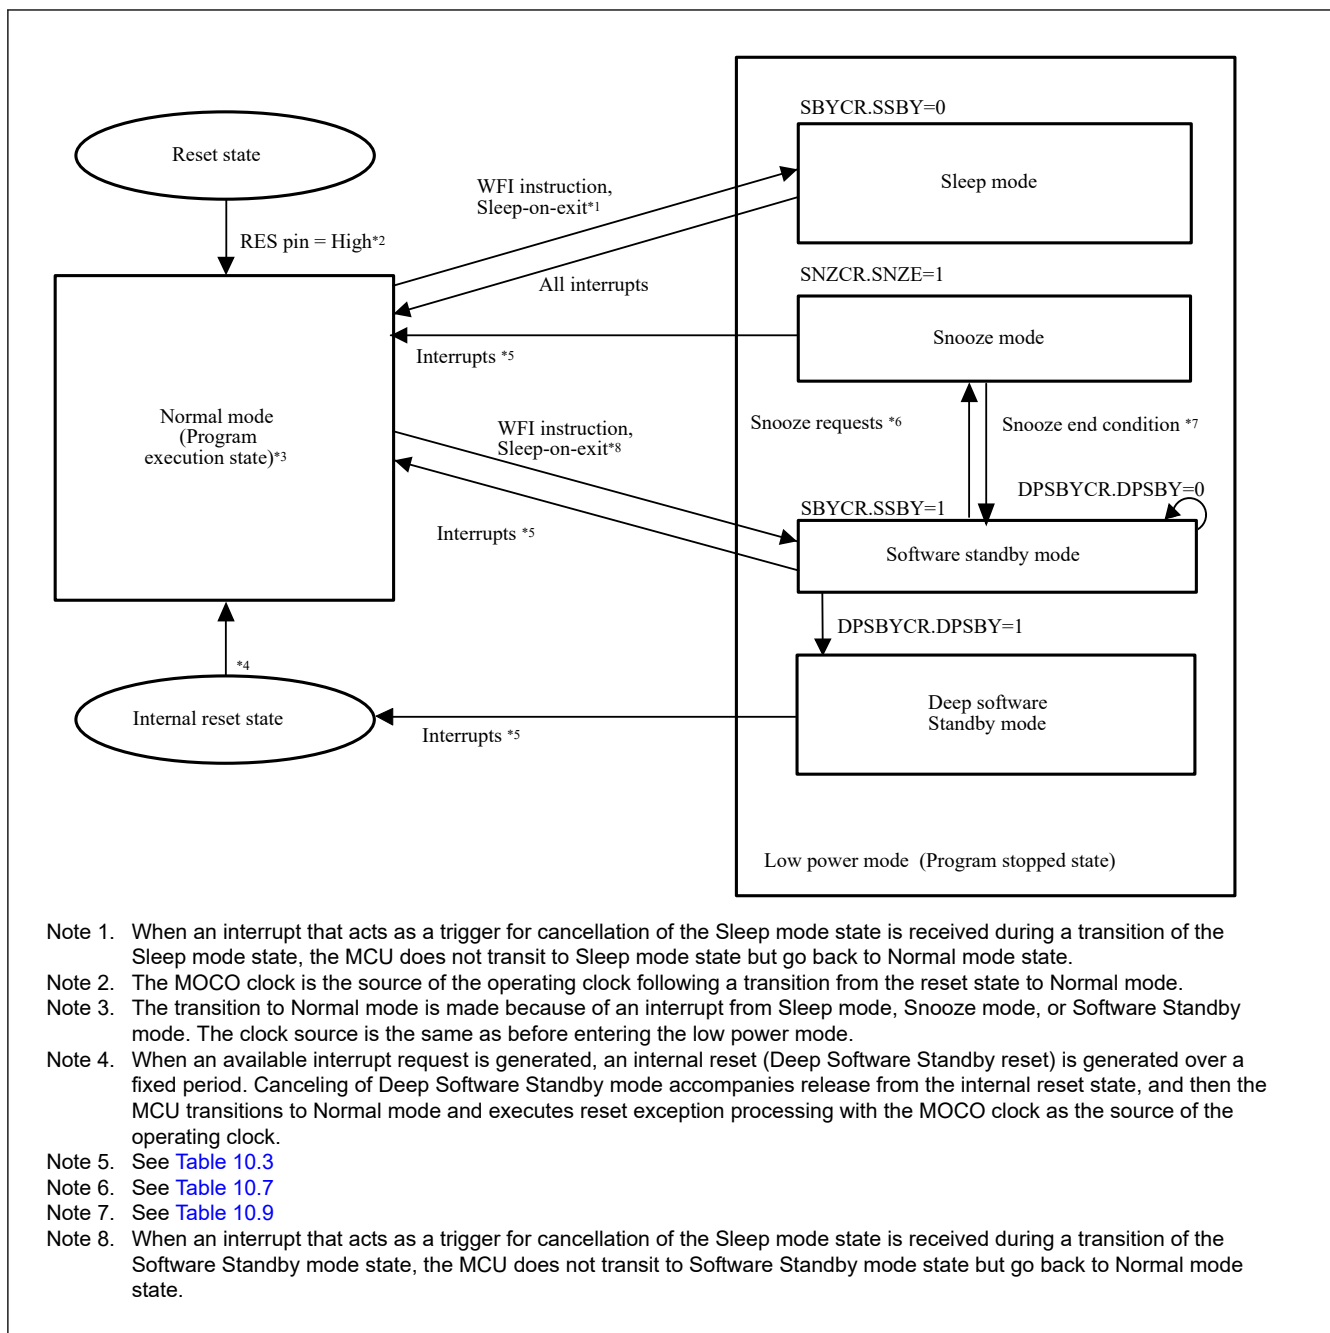 SBYCR.SSBY=0
Reset state
Sleep mode
WFI instruction,
Sleep-on-exit*1
RES pin = High*2
All interrupts
SNZCR.SNZE=1
Snooze mode
Interrupts *5
Normal mode
(Program
execution state)*3
WFI instruction,
Sleep-on-exit*8
Snooze requests *6
Snooze end condition *7
DPSBYCR.DPSBY=0
SBYCR.SSBY=1
Interrupts *5
Software standby mode
DPSBYCR.DPSBY=1
*4
Internal reset state
Deep software
Standby mode
Interrupts *5
Low power mode (Program stopped state)
Note 1. When an interrupt that acts as a trigger for cancellation of the Sleep mode state is received during a transition of the
Sleep mode state, the MCU does not transit to Sleep mode state but go back to Normal mode state.
Note 2. The MOCO clock is the source of the operating clock following a transition from the reset state to Normal mode.
Note 3. The transition to Normal mode is made because of an interrupt from Sleep mode, Snooze mode, or Software Standby
mode. The clock source is the same as before entering the low power mode.
Note 4. When an available interrupt request is generated, an internal reset (Deep Software Standby reset) is generated over a
fixed period. Canceling of Deep Software Standby mode accompanies release from the internal reset state, and then the
MCU transitions to Normal mode and executes reset exception processing with the MOCO clock as the source of the
operating clock.
Note 5. See Table 10.3
Note 6. See Table 10.7
Note 7. See Table 10.9
Note 8. When an interrupt that acts as a trigger for cancellation of the Sleep mode state is received during a transition of the
Software Standby mode state, the MCU does not transit to Software Standby mode state but go back to Normal mode
state.